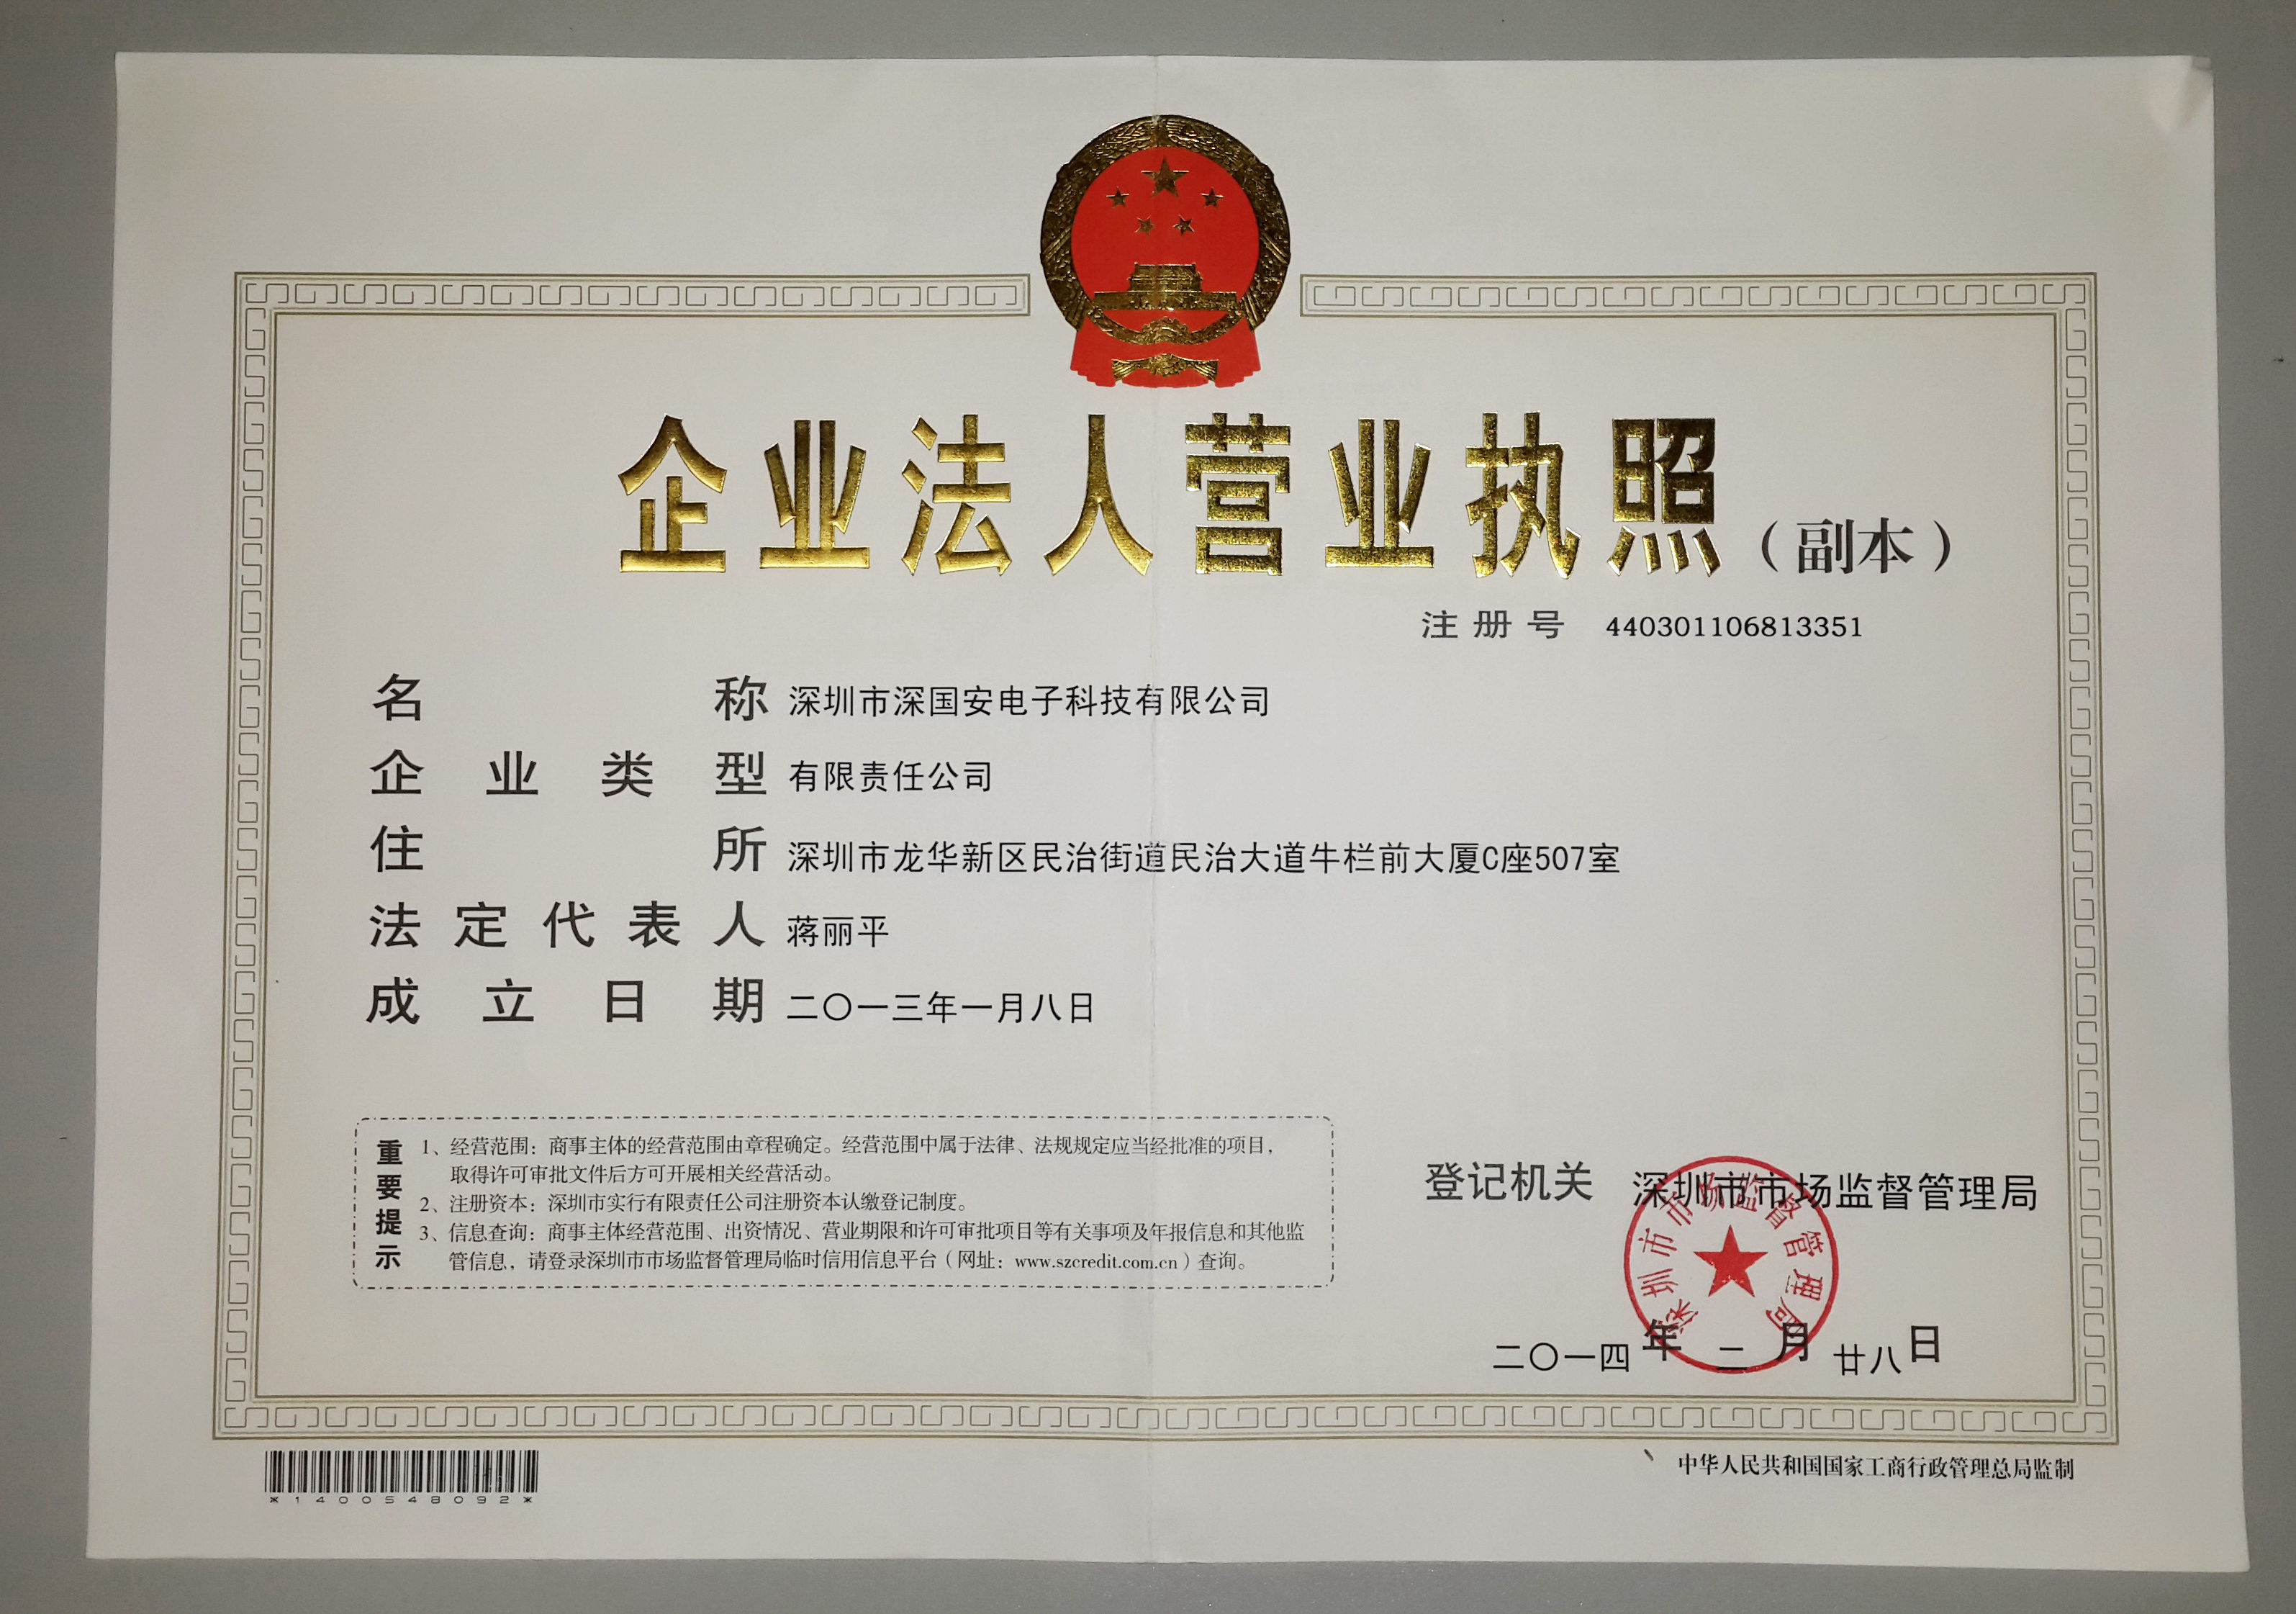 企业法人营业执照（副本）
注册号 440301106813351
名称 深圳市深国安电子科技有限公司
企业类型 有限责任公司
住所 深圳市龙华新区民治街道民治大道牛栏前大厦C座507室
法定代表人 蒋丽平
成立日期 二〇一三年一月八日
重要提示
1、经营范围：商事主体的经营范围由章程确定。经营范围中属于法律、法规规定应当经批准的项目，
取得许可审批文件后方可开展相关经营活动。
2、注册资本：深圳市实行有限责任公司注册资本认缴登记制度。
3、信息查询：商事主体经营范围、出资情况、营业期限和许可审批项目等有关事项及年报信息和其他监
管信息，请登录深圳市市场监督管理局临时信用信息平台（网址：www.szcredit.com.cn）查询。
登记机关 深圳市市场监督管理局
深圳市市场监督管理局
二〇一四年二月廿八日
*1400548092*
中华人民共和国国家工商行政管理总局监制